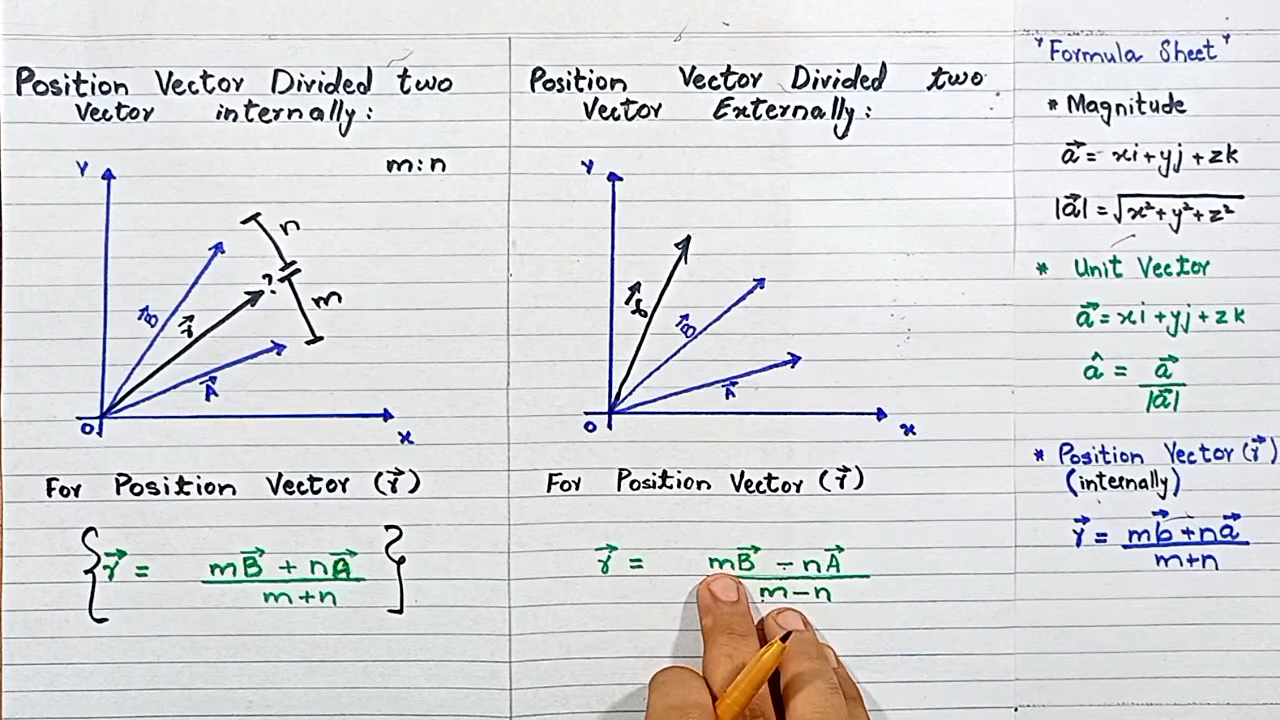 Position Vector Divided two
Vector internally:
m:n
Y
n
?
m
B⃗
r⃗
A⃗
O
x
For Position Vector (r⃗)
{r⃗ = mB⃗ + nA⃗ / m+n}
Position Vector Divided two
Vector Externally:
Y
r⃗
B⃗
A⃗
O
x
For Position Vector (r⃗)
r⃗ = mB⃗ - nA⃗ / m-n
"Formula Sheet"
* Magnitude
a⃗ = xi+yj+zk
|a⃗| = √x²+y²+z²
* Unit Vector
a⃗ = xi+yj+zk
â = a⃗ / |a⃗|
* Position Vector (r⃗)
(internally)
r⃗ = mb⃗+na⃗ / m+n